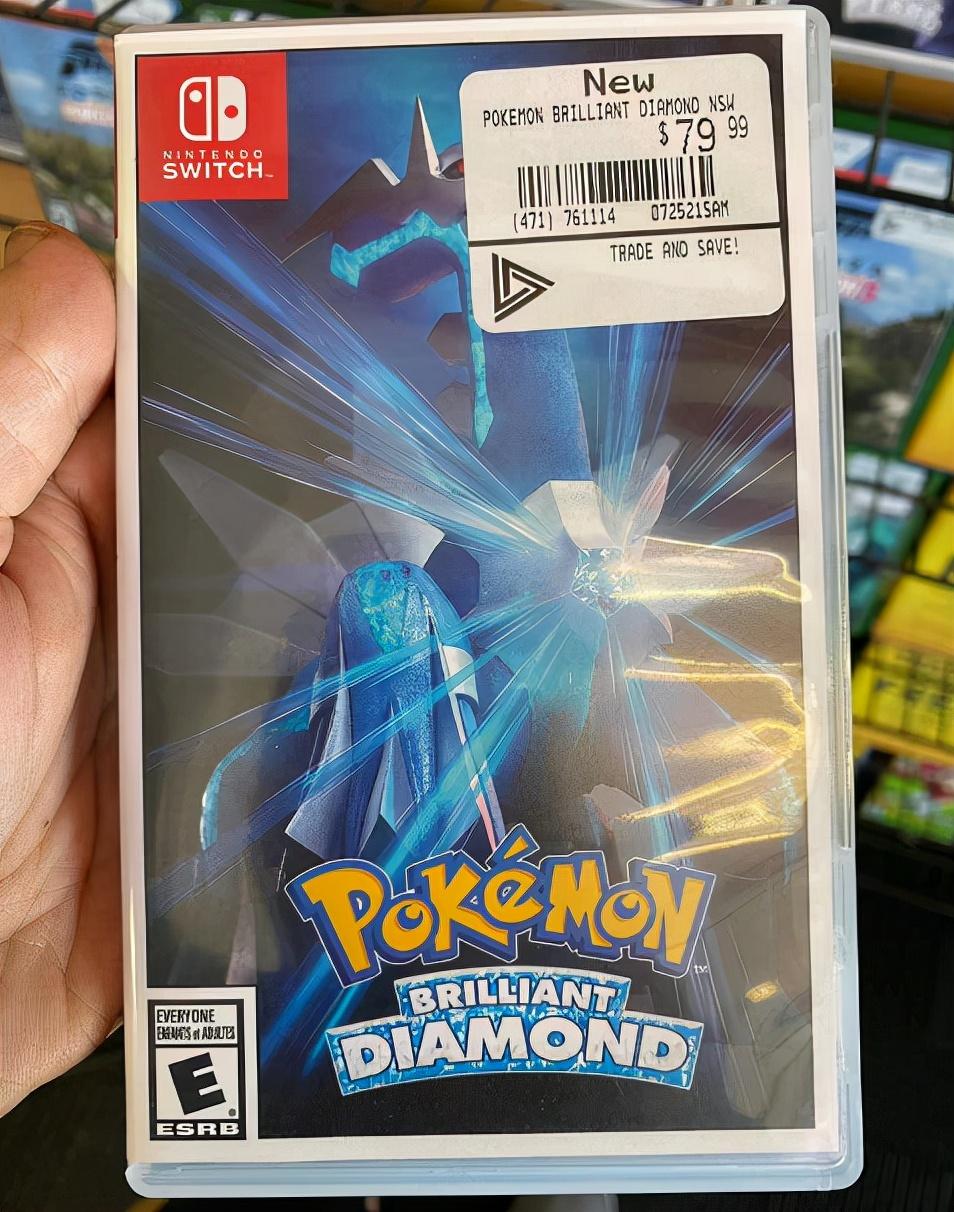 New
POKEMON BRILLIANT DIAMOND NSW
$79 99
(471) 761114 072521SAM
TRADE AND SAVE!
NINTENDO
SWITCH
POKÉMON
TM
BRILLIANT
DIAMOND
EVERYONE
E
ESRB